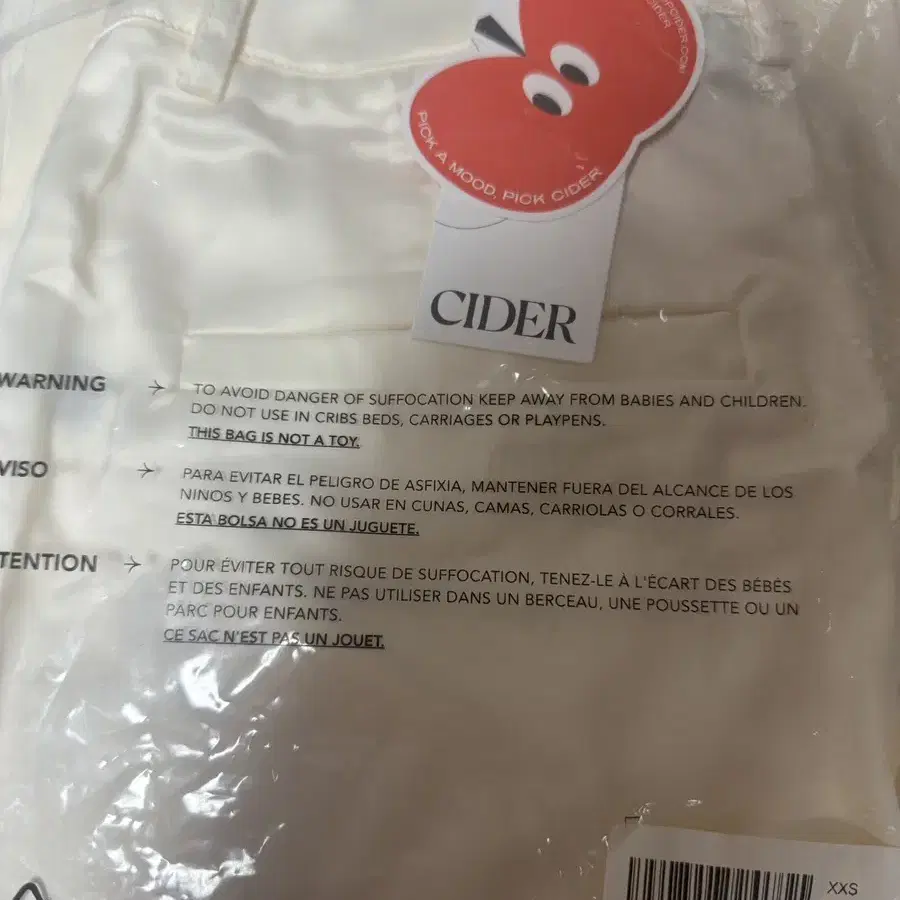 PICK A MOOD, PICK CIDER
CIDER
WARNING
TO AVOID DANGER OF SUFFOCATION KEEP AWAY FROM BABIES AND CHILDREN.
DO NOT USE IN CRIBS BEDS, CARRIAGES OR PLAYPENS.
THIS BAG IS NOT A TOY.
VISO
PARA EVITAR EL PELIGRO DE ASFIXIA, MANTENER FUERA DEL ALCANCE DE LOS
NINOS Y BEBES. NO USAR EN CUNAS, CAMAS, CARRIOLAS O CORRALES.
ESTA BOLSA NO ES UN JUGUETE.
TENTION
POUR ÉVITER TOUT RISQUE DE SUFFOCATION, TENEZ-LE À L'ÉCART DES BÉBÉS
ET DES ENFANTS. NE PAS UTILISER DANS UN BERCEAU, UNE POUSSETTE OU UN
PARC POUR ENFANTS.
CE SAC N'EST PAS UN JOUET.
XXS